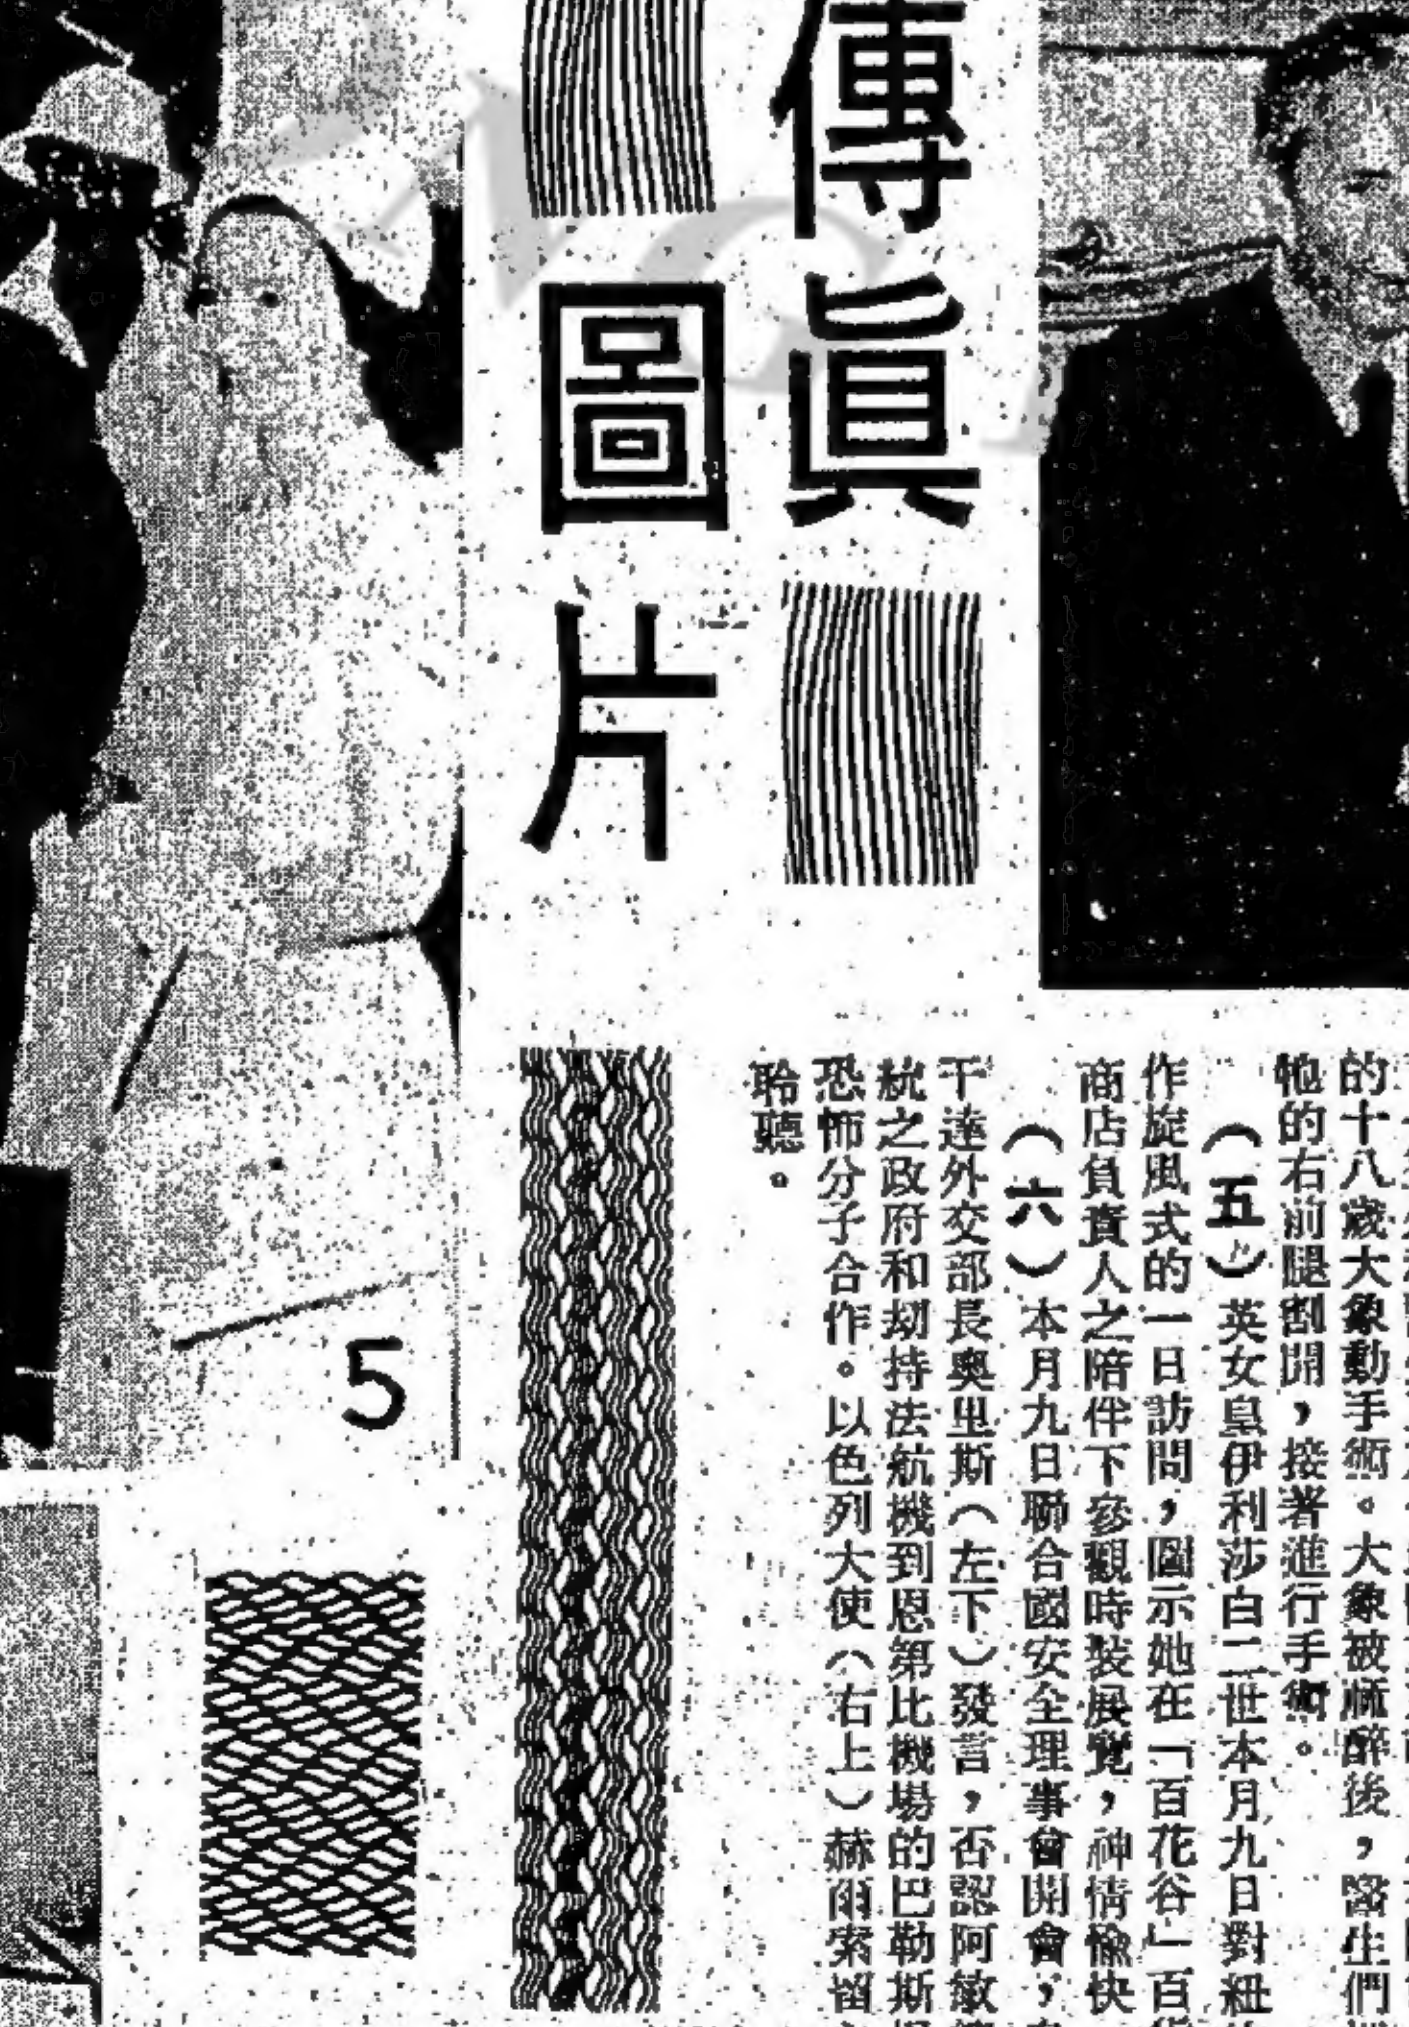 傳眞
圖片
的十八歲大象動手術。大象被麻醉後，醫生們
牠的右前腿割開，接著進行手術。
（五）英女皇伊利莎白二世本月九日對紐
作旋風式的一日訪問，圖示她在「百花谷」百
商店負責人之陪伴下參觀時裝展覽，神情愉快
（六）本月九日聯合國安全理事會開會，
干達外交部長奧里斯（左下）發言，否認阿敏
統之政府和刼持法航機到恩第比機場的巴勒斯
恐怖分子合作。以色列大使（右上）赫爾索
聆聽。
5